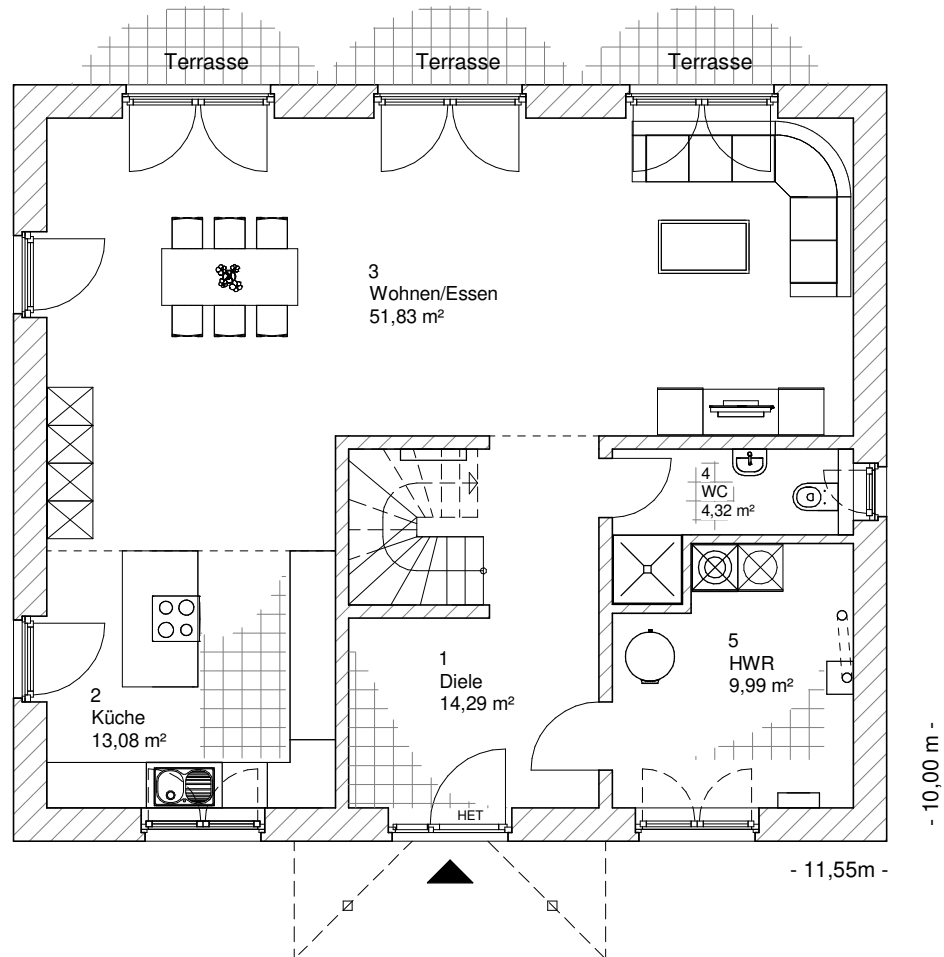 Terrasse
Terrasse
Terrasse
3
Wohnen/Essen
51,83 m²
4
WC
4,32 m²
1
Diele
14,29 m²
5
HWR
9,99 m²
2
Küche
13,08 m²
HET
- 11,55m -
- 10,00 m -